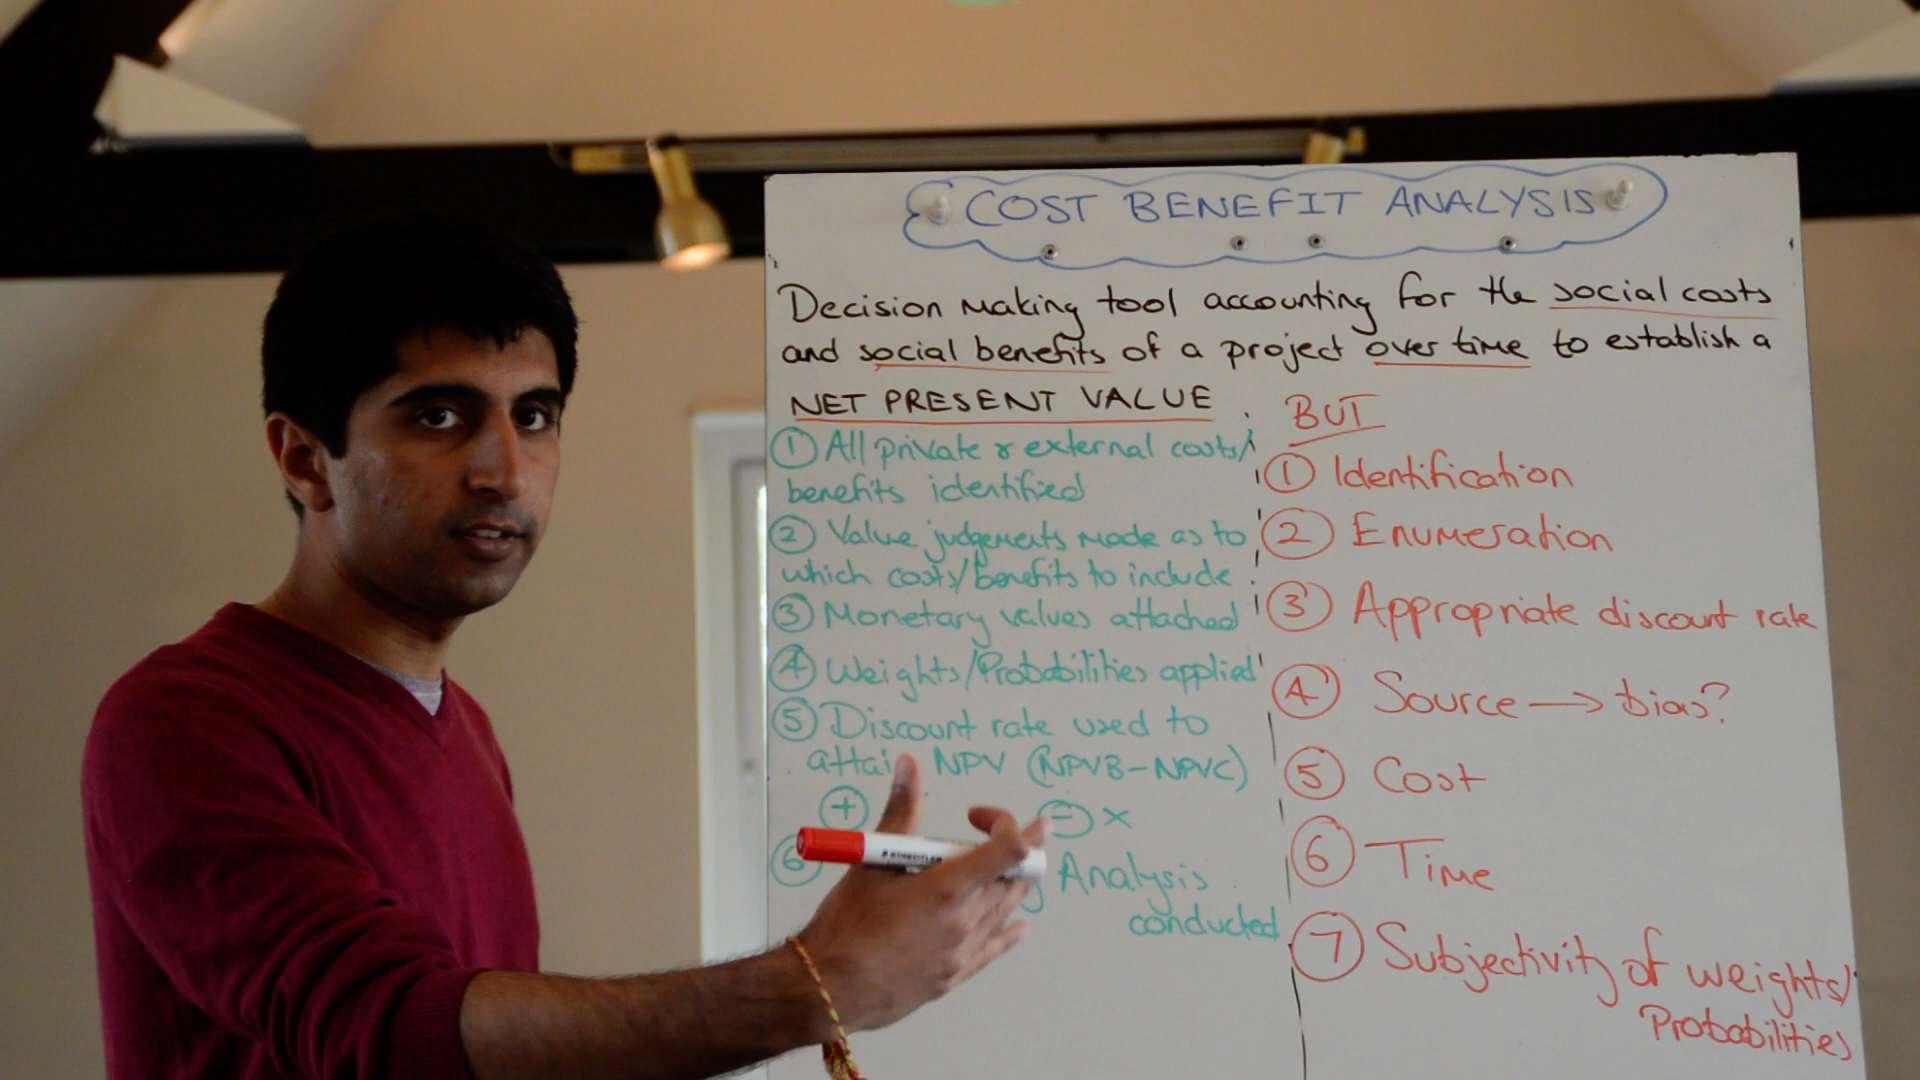 COST BENEFIT ANALYSIS
Decision making tool accounting for the social costs
and social benefits of a project over time to establish a
NET PRESENT VALUE
① All private & external costs/
benefits identified
② Value judgements made as to
which costs/benefits to include
③ Monetary values attached
④ Weights/Probabilities applied
⑤ Discount rate used to
attai NPV (NPVB-NPVC)
+ - x
⑥ Analysis
conducted
BUT
① Identification
② Enumeration
③ Appropriate discount rate
④ Source → bias?
⑤ Cost
⑥ Time
⑦ Subjectivity of weights/
Probabilities
STAEDTLER